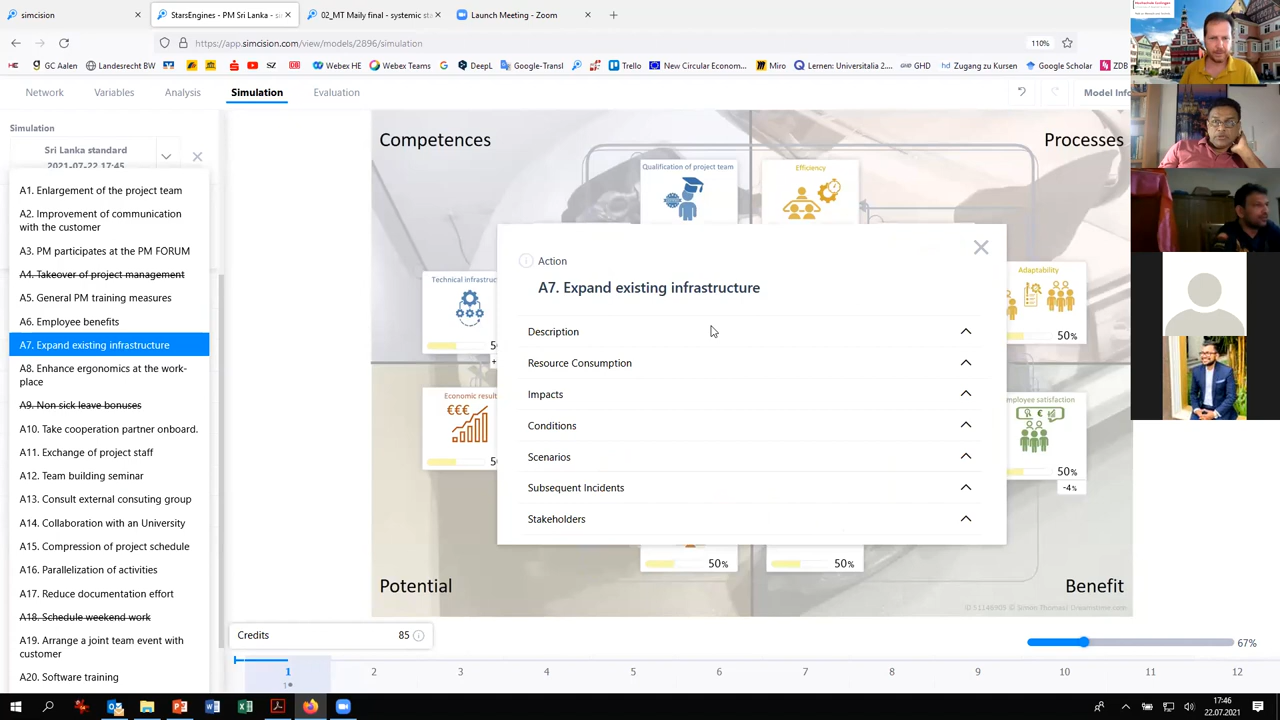 simcision
StarsEngines - PM Sri Lanka - s
02_MT Maily final - systemic sta
Launch Meeting - Zoom
https://app.simcision.com/view/projects/2896/simulation
110%
HE
GC Aalen
Landesrecht BW
SZ
Webex HE
Webex Teams
DeepL
Google-Transl
Trello
New Circular Econom...
Miro
Lernen: Universitalia 2...
GHD
Zugang zu Kursen
Google Scholar
ZDB
Network
Variables
Analysis
Simulation
Evaluation
Model Info
Simulation
Sri Lanka standard
2021-07-22 17:45
A1. Enlargement of the project team
A2. Improvement of communication
with the customer
A3. PM participates at the PM FORUM
A4. Takeover of project management
A5. General PM training measures
A6. Employee benefits
A7. Expand existing infrastructure
A8. Enhance ergonomics at the work-
place
A9. Non sick leave bonuses
A10. Take cooperation partner onboard.
A11. Exchange of project staff
A12. Team building seminar
A13. Consult external consuting group
A14. Collaboration with an University
A15. Compression of project schedule
A16. Parallelization of activities
A17. Reduce documentation effort
A18. Schedule weekend work
A19. Arrange a joint team event with
customer
A20. Software training
Competences
Processes
Qualification of project team
Efficiency
Technical infrastruc
Adaptability
50%
Economic result
€€€
employee satisfaction
50%
-4%
Action
A7. Expand existing infrastructure
Description
Resource Consumption
Impacts
Conditions
Scenarios
Subsequent Incidents
Stakeholders
50%
50%
Potential
Benefit
Credits
85
67%
1
2
3
4
5
6
7
8
9
10
11
12
17:46
22.07.2021